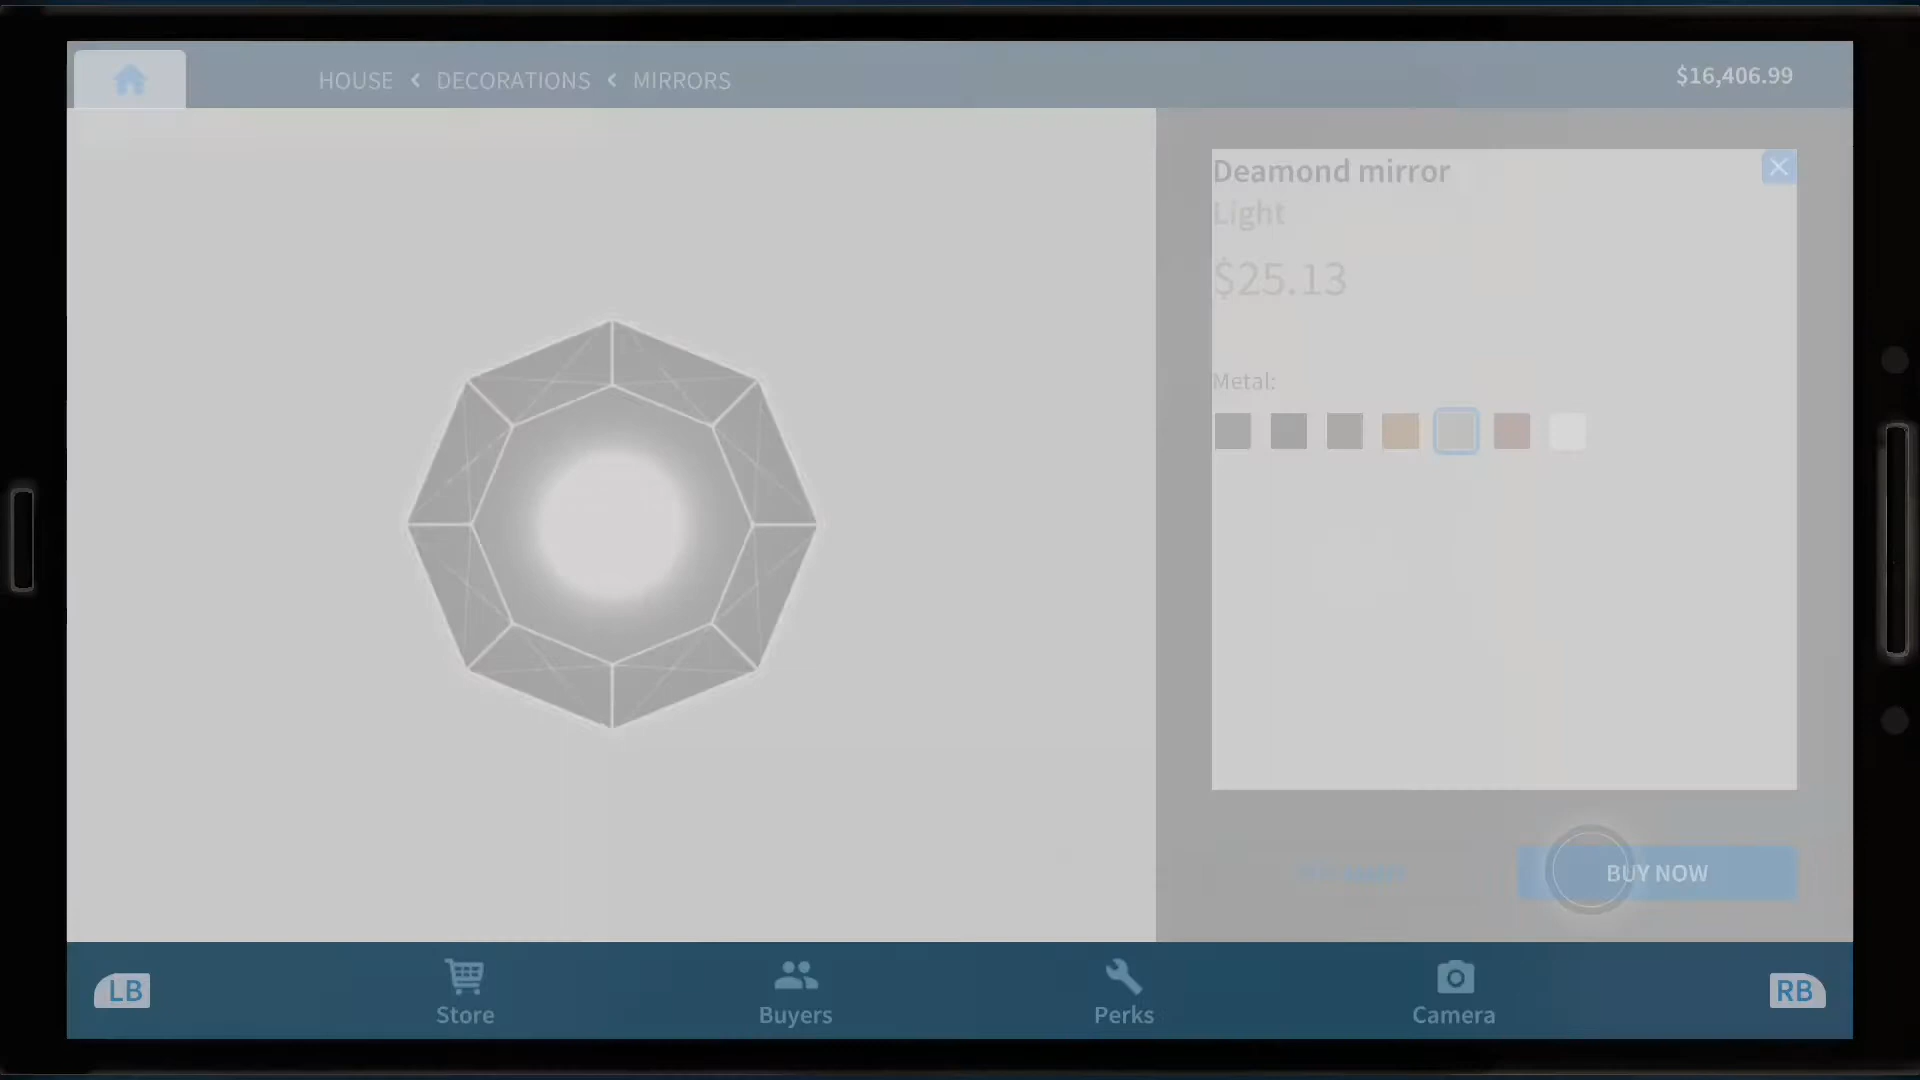 HOUSE < DECORATIONS < MIRRORS
$16,406.99
Deamond mirror
Light
$25.13
Metal:
BUY NOW
LB
Store
Buyers
Perks
Camera
RB